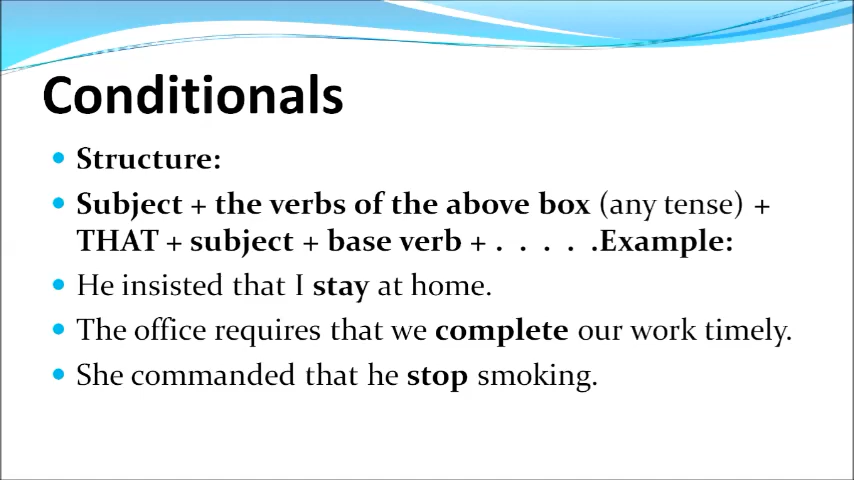 Conditionals
Structure:
Subject + the verbs of the above box (any tense) +
THAT + subject + base verb + . . . . .Example:
He insisted that I stay at home.
The office requires that we complete our work timely.
She commanded that he stop smoking.